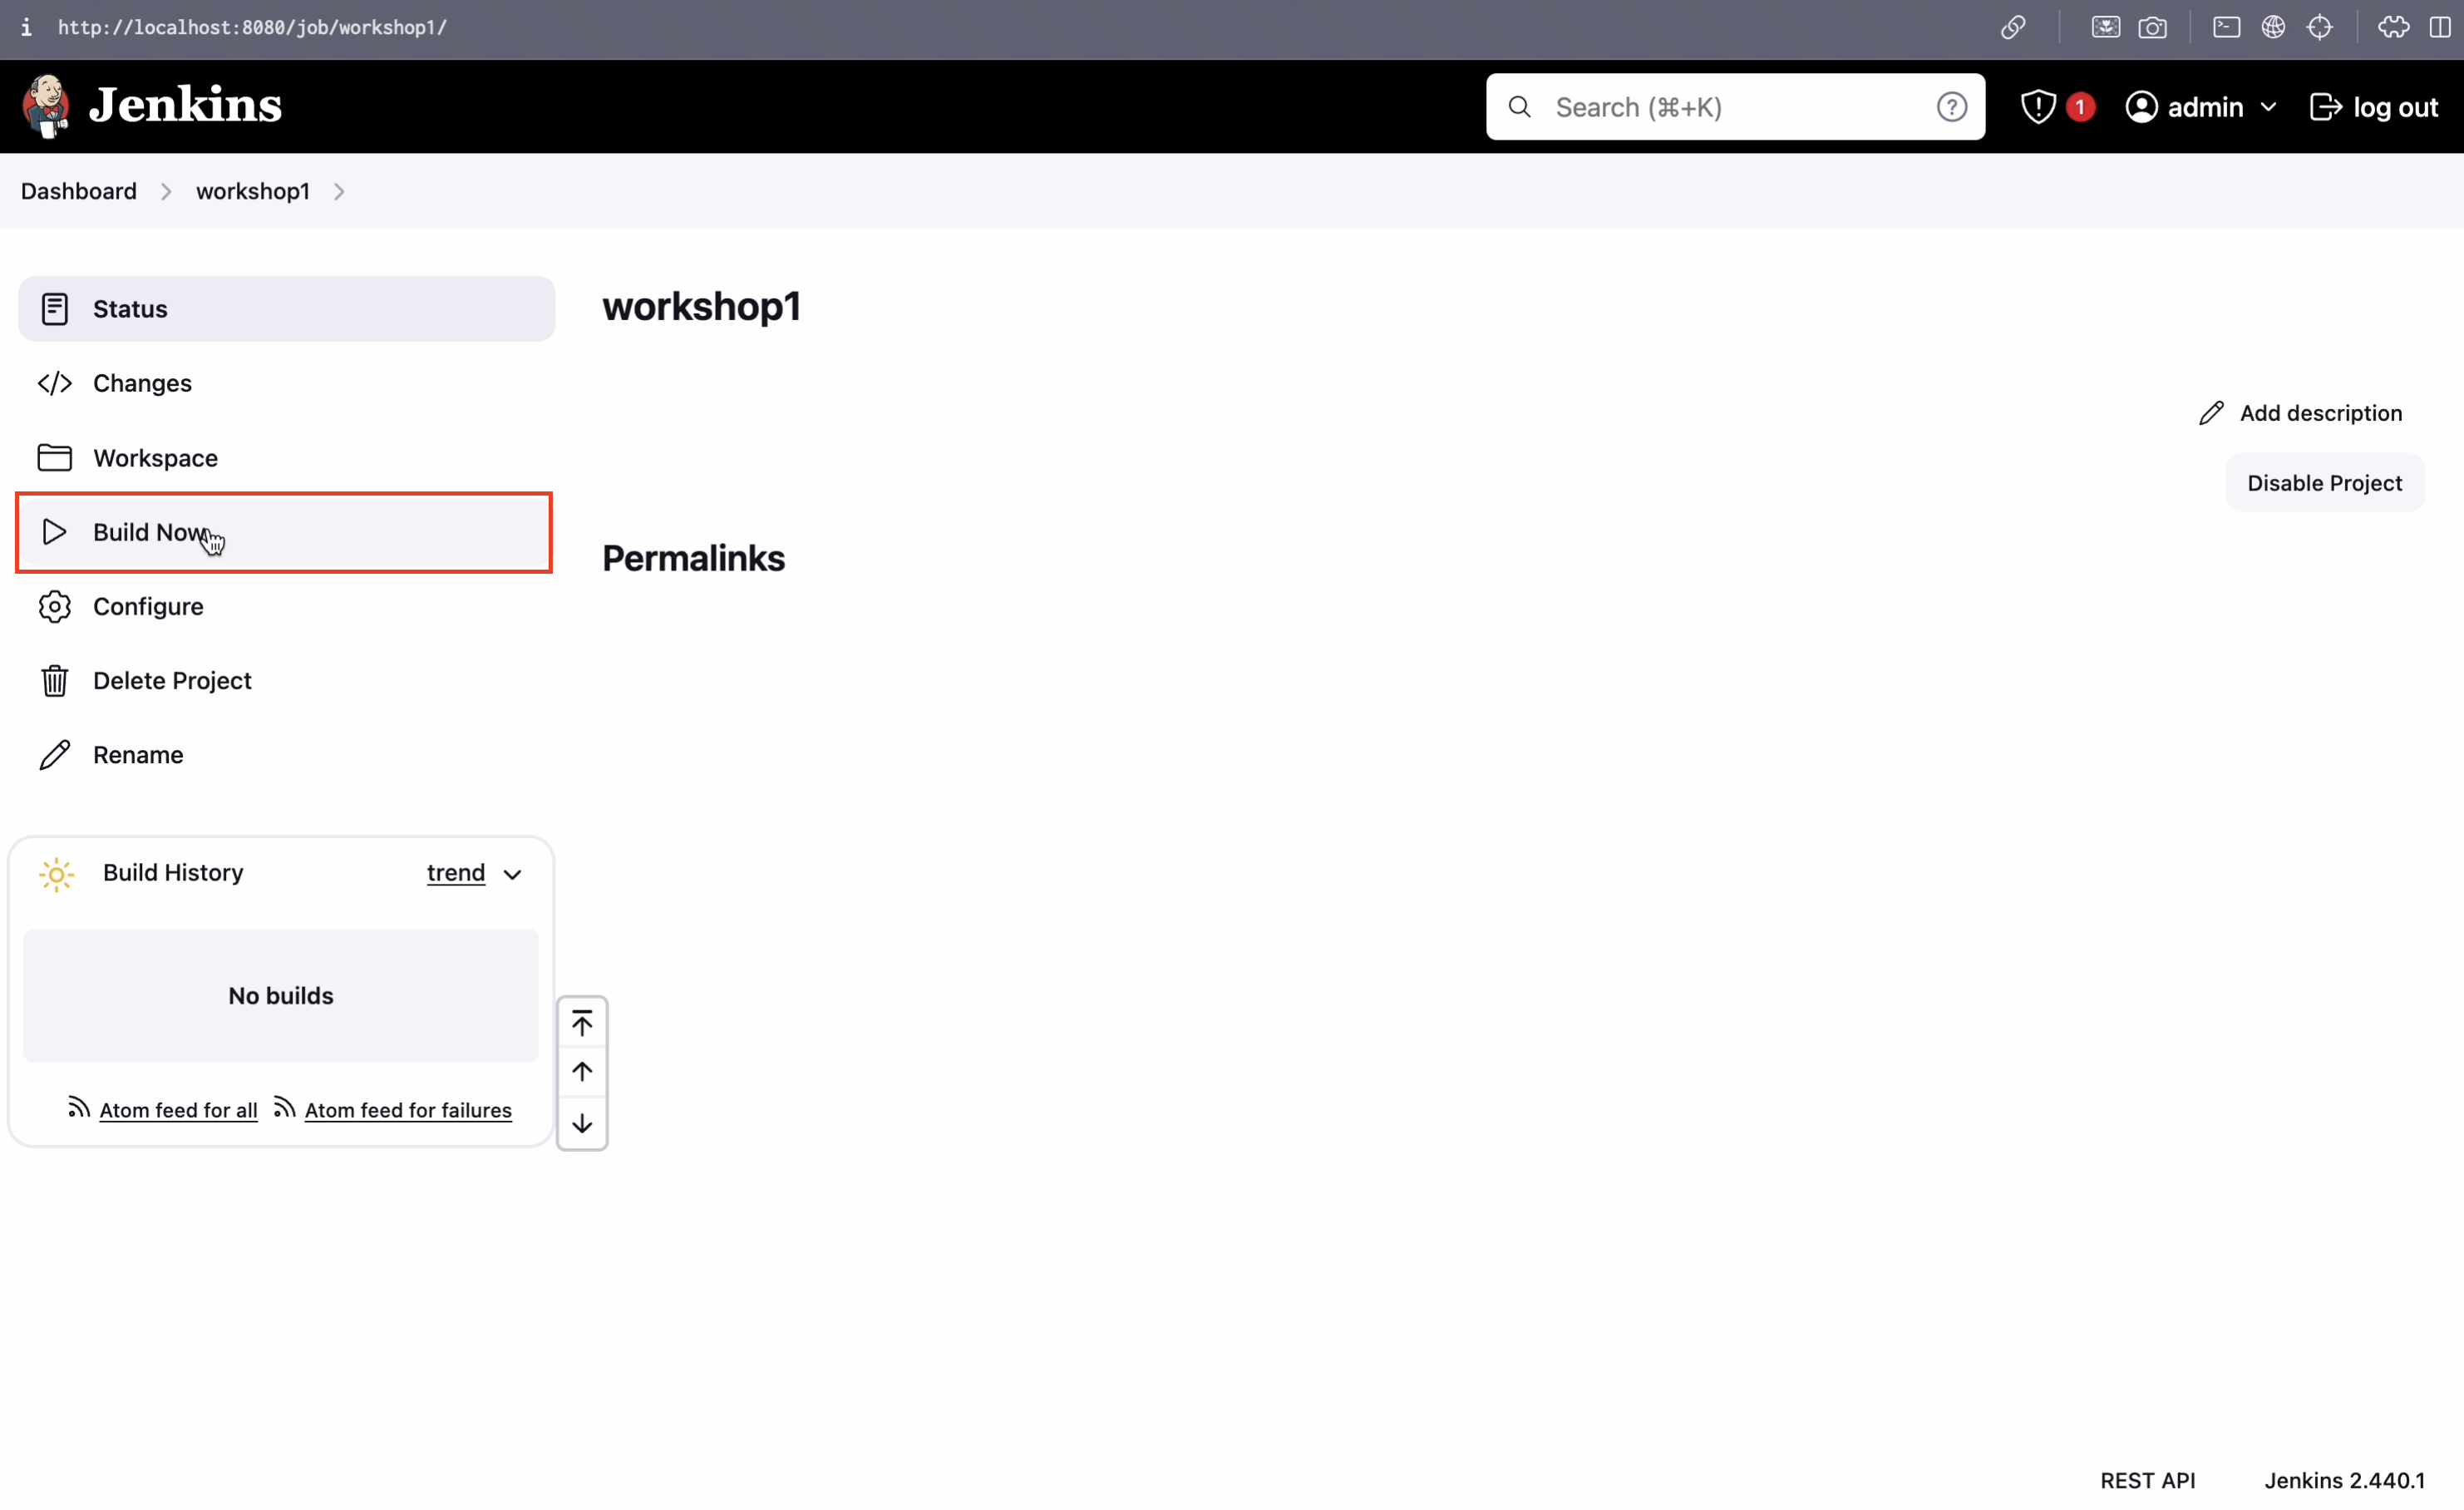 http://localhost:8080/job/workshop1/
Jenkins
Search (⌘+K)
1
admin
log out
Dashboard
workshop1
Status
Changes
Workspace
Build Now
Configure
Delete Project
Rename
workshop1
Add description
Disable Project
Permalinks
Build History
trend
No builds
Atom feed for all
Atom feed for failures
REST API
Jenkins 2.440.1